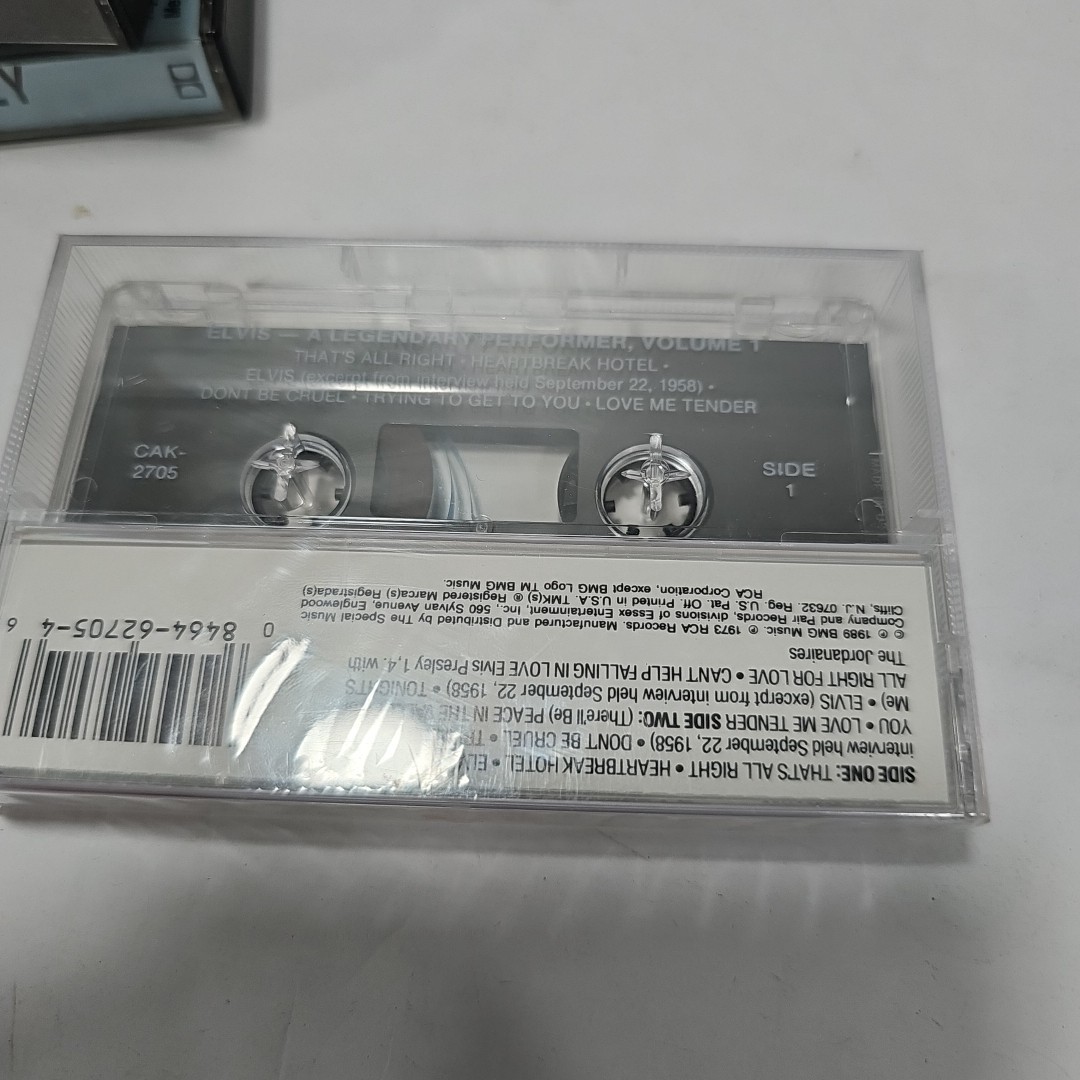 ELVIS — A LEGENDARY PERFORMER, VOLUME 1
THAT'S ALL RIGHT • HEARTBREAK HOTEL •
ELVIS (excerpt from interview held September 22, 1958) •
DON'T BE CRUEL • TRYING TO GET TO YOU • LOVE ME TENDER
CAK-
2705
SIDE
1
SIDE ONE: THAT'S ALL RIGHT • HEARTBREAK HOTEL •
interview held September 22, 1958) • DON'T BE CRUEL •
YOU • LOVE ME TENDER SIDE TWO: (There'll Be) PEACE IN THE
Me) • ELVIS (excerpt from interview held September 22, 1958) • TONIGHT'S
ALL RIGHT FOR LOVE • CAN'T HELP FALLING IN LOVE Elvis Presley 1,4. with
The Jordanaires
© ℗ 1989 BMG Music. ℗ 1973 RCA Records. Manufactured and Distributed by The Special Music
Company and Pair Records, divisions of Essex Entertainment, Inc., 560 Sylvan Avenue, Englewood
Cliffs, N.J. 07632. Reg. U.S. Pat. Off. Printed in U.S.A. TMK(s) ® Registered Marca(s) Registrada(s)
RCA Corporation, except BMG Logo TM BMG Music.
0 8464-62705-4 6
Y